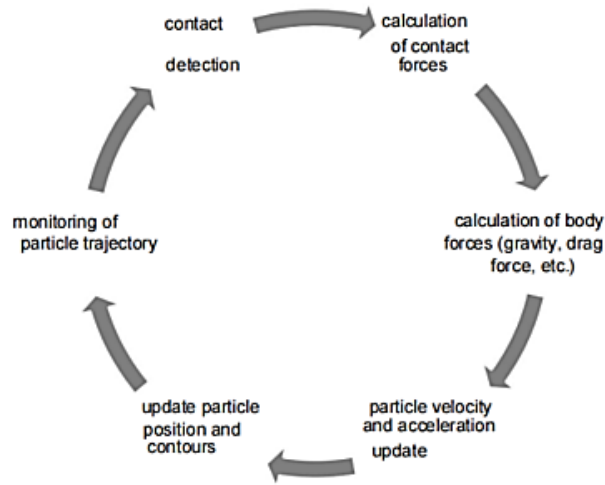 contact
detection
calculation
of contact
forces
calculation of body
forces (gravity, drag
force, etc.)
particle velocity
and acceleration
update
update particle
position and
contours
monitoring of
particle trajectory